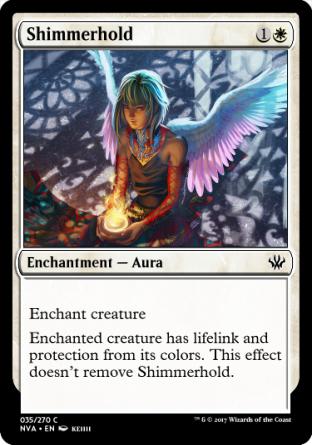 Shimmerhold 1
Enchantment — Aura
Enchant creature
Enchanted creature has lifelink and
protection from its colors. This effect
doesn't remove Shimmerhold.
035/270 C
NVA • EN KEHH
™ & © 2017 Wizards of the Coast